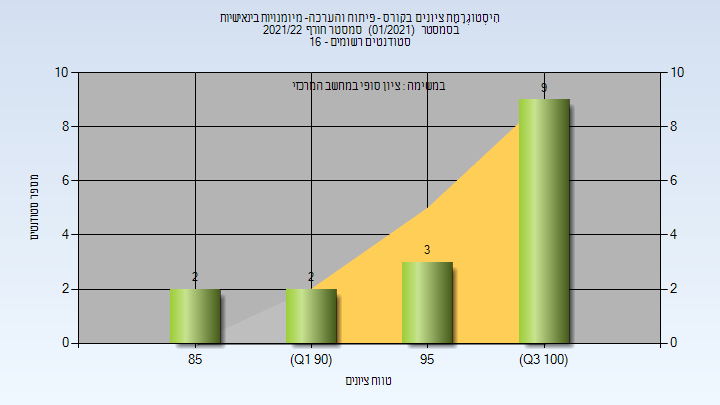 היסטוגרמת ציונים בקורס - פיתוח והערכה- מיומנויות בינאישיות
בסמסטר (01/2021) סמסטר חורף 2021/22
סטודנטים רשומים - 16
במשימה : ציון סופי במחשב המרכזי
10 10
8 8
6 6
4 4
2 2
0 0
2 2 3 9
מספר סטודנטים
85 (Q1 90) 95 (Q3 100)
טווח ציונים